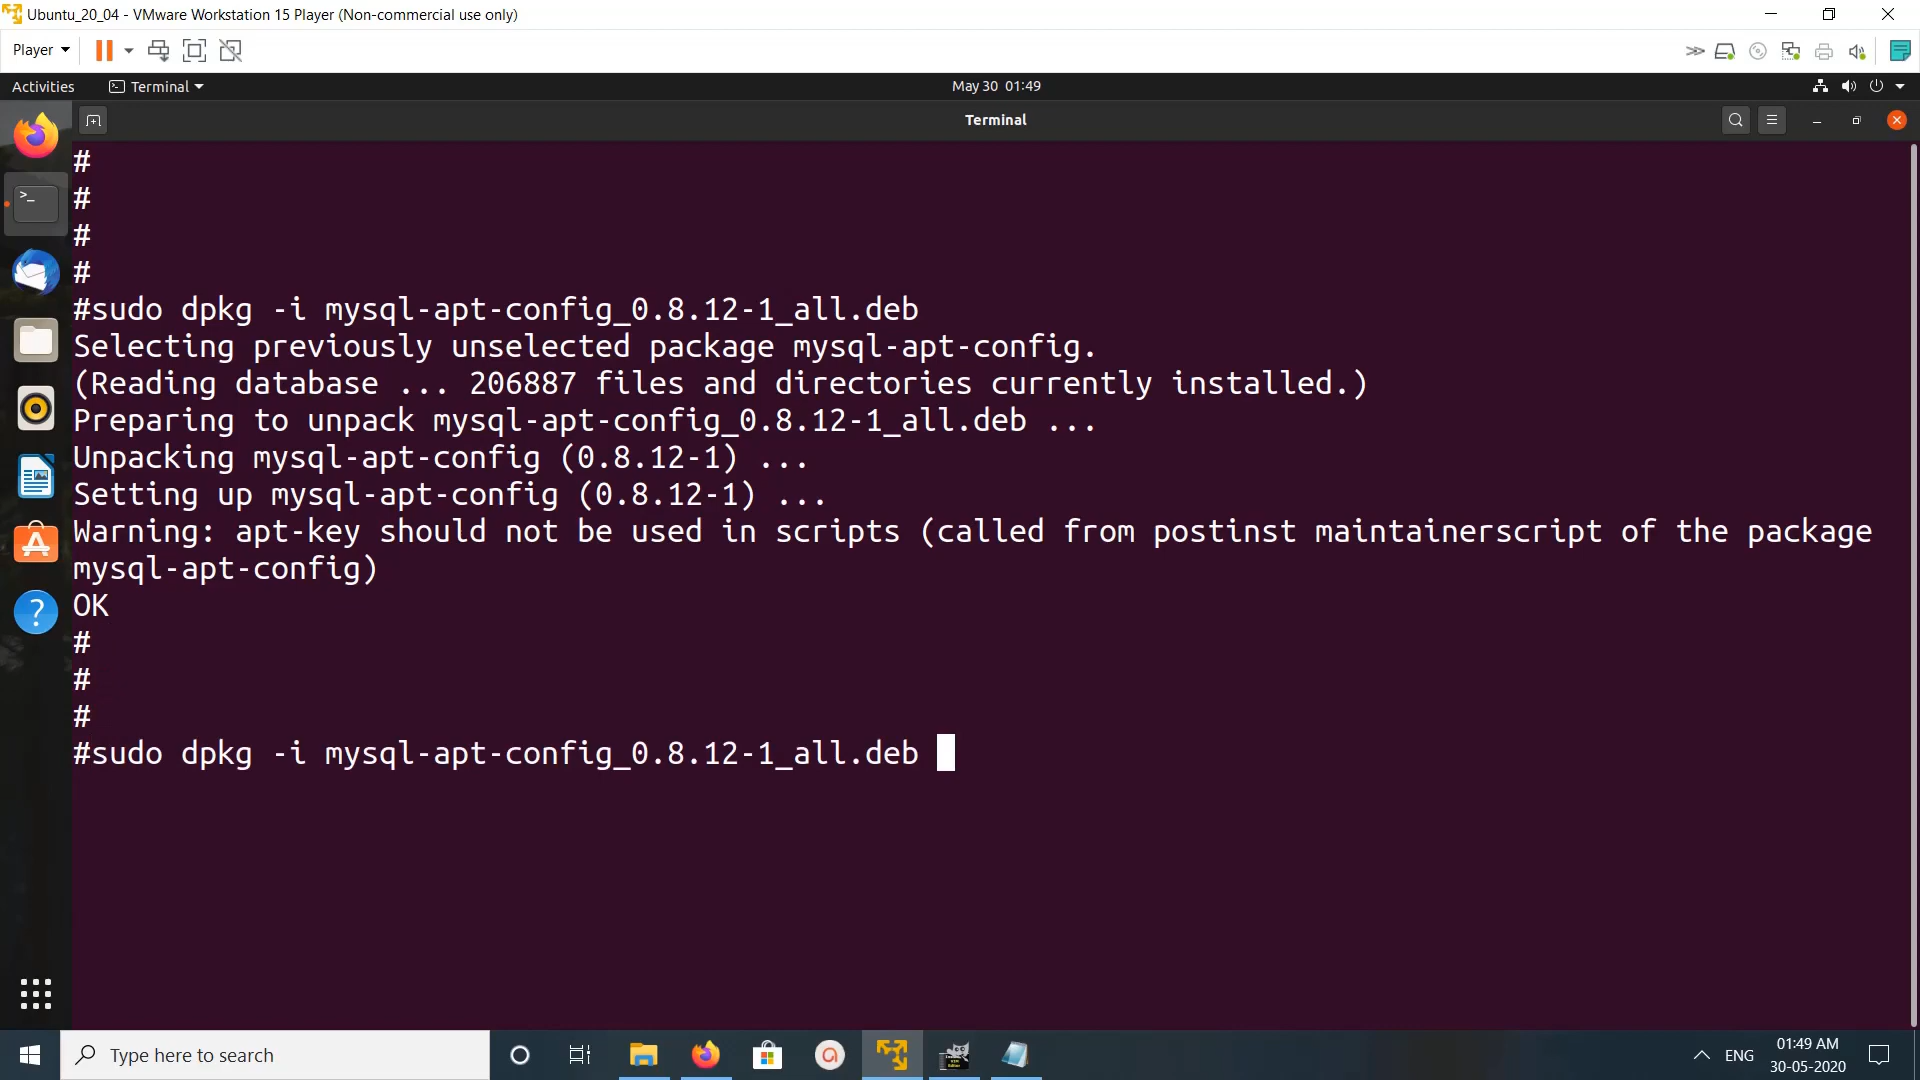 Ubuntu_20_04 - VMware Workstation 15 Player (Non-commercial use only)
Player
Activities
Terminal
May 30 01:49
Terminal
#
#
#
#
#sudo dpkg -i mysql-apt-config_0.8.12-1_all.deb
Selecting previously unselected package mysql-apt-config.
(Reading database ... 206887 files and directories currently installed.)
Preparing to unpack mysql-apt-config_0.8.12-1_all.deb ...
Unpacking mysql-apt-config (0.8.12-1) ...
Setting up mysql-apt-config (0.8.12-1) ...
Warning: apt-key should not be used in scripts (called from postinst maintainerscript of the package
mysql-apt-config)
OK
#
#
#
#sudo dpkg -i mysql-apt-config_0.8.12-1_all.deb
Type here to search
ENG
01:49 AM
30-05-2020